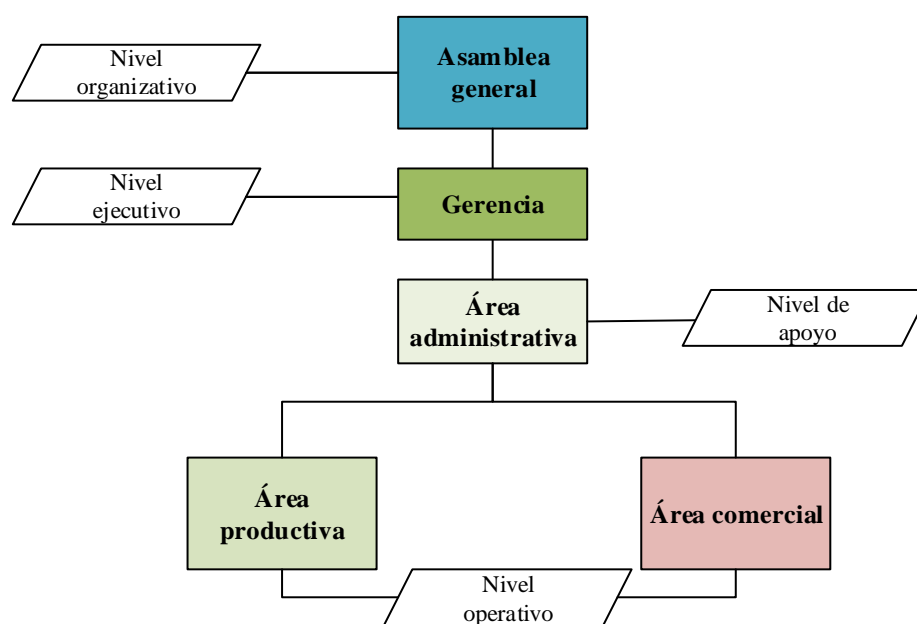 Nivel
organizativo
Asamblea
general
Nivel
ejecutivo
Gerencia
Área
administrativa
Nivel de
apoyo
Área
productiva
Área comercial
Nivel
operativo